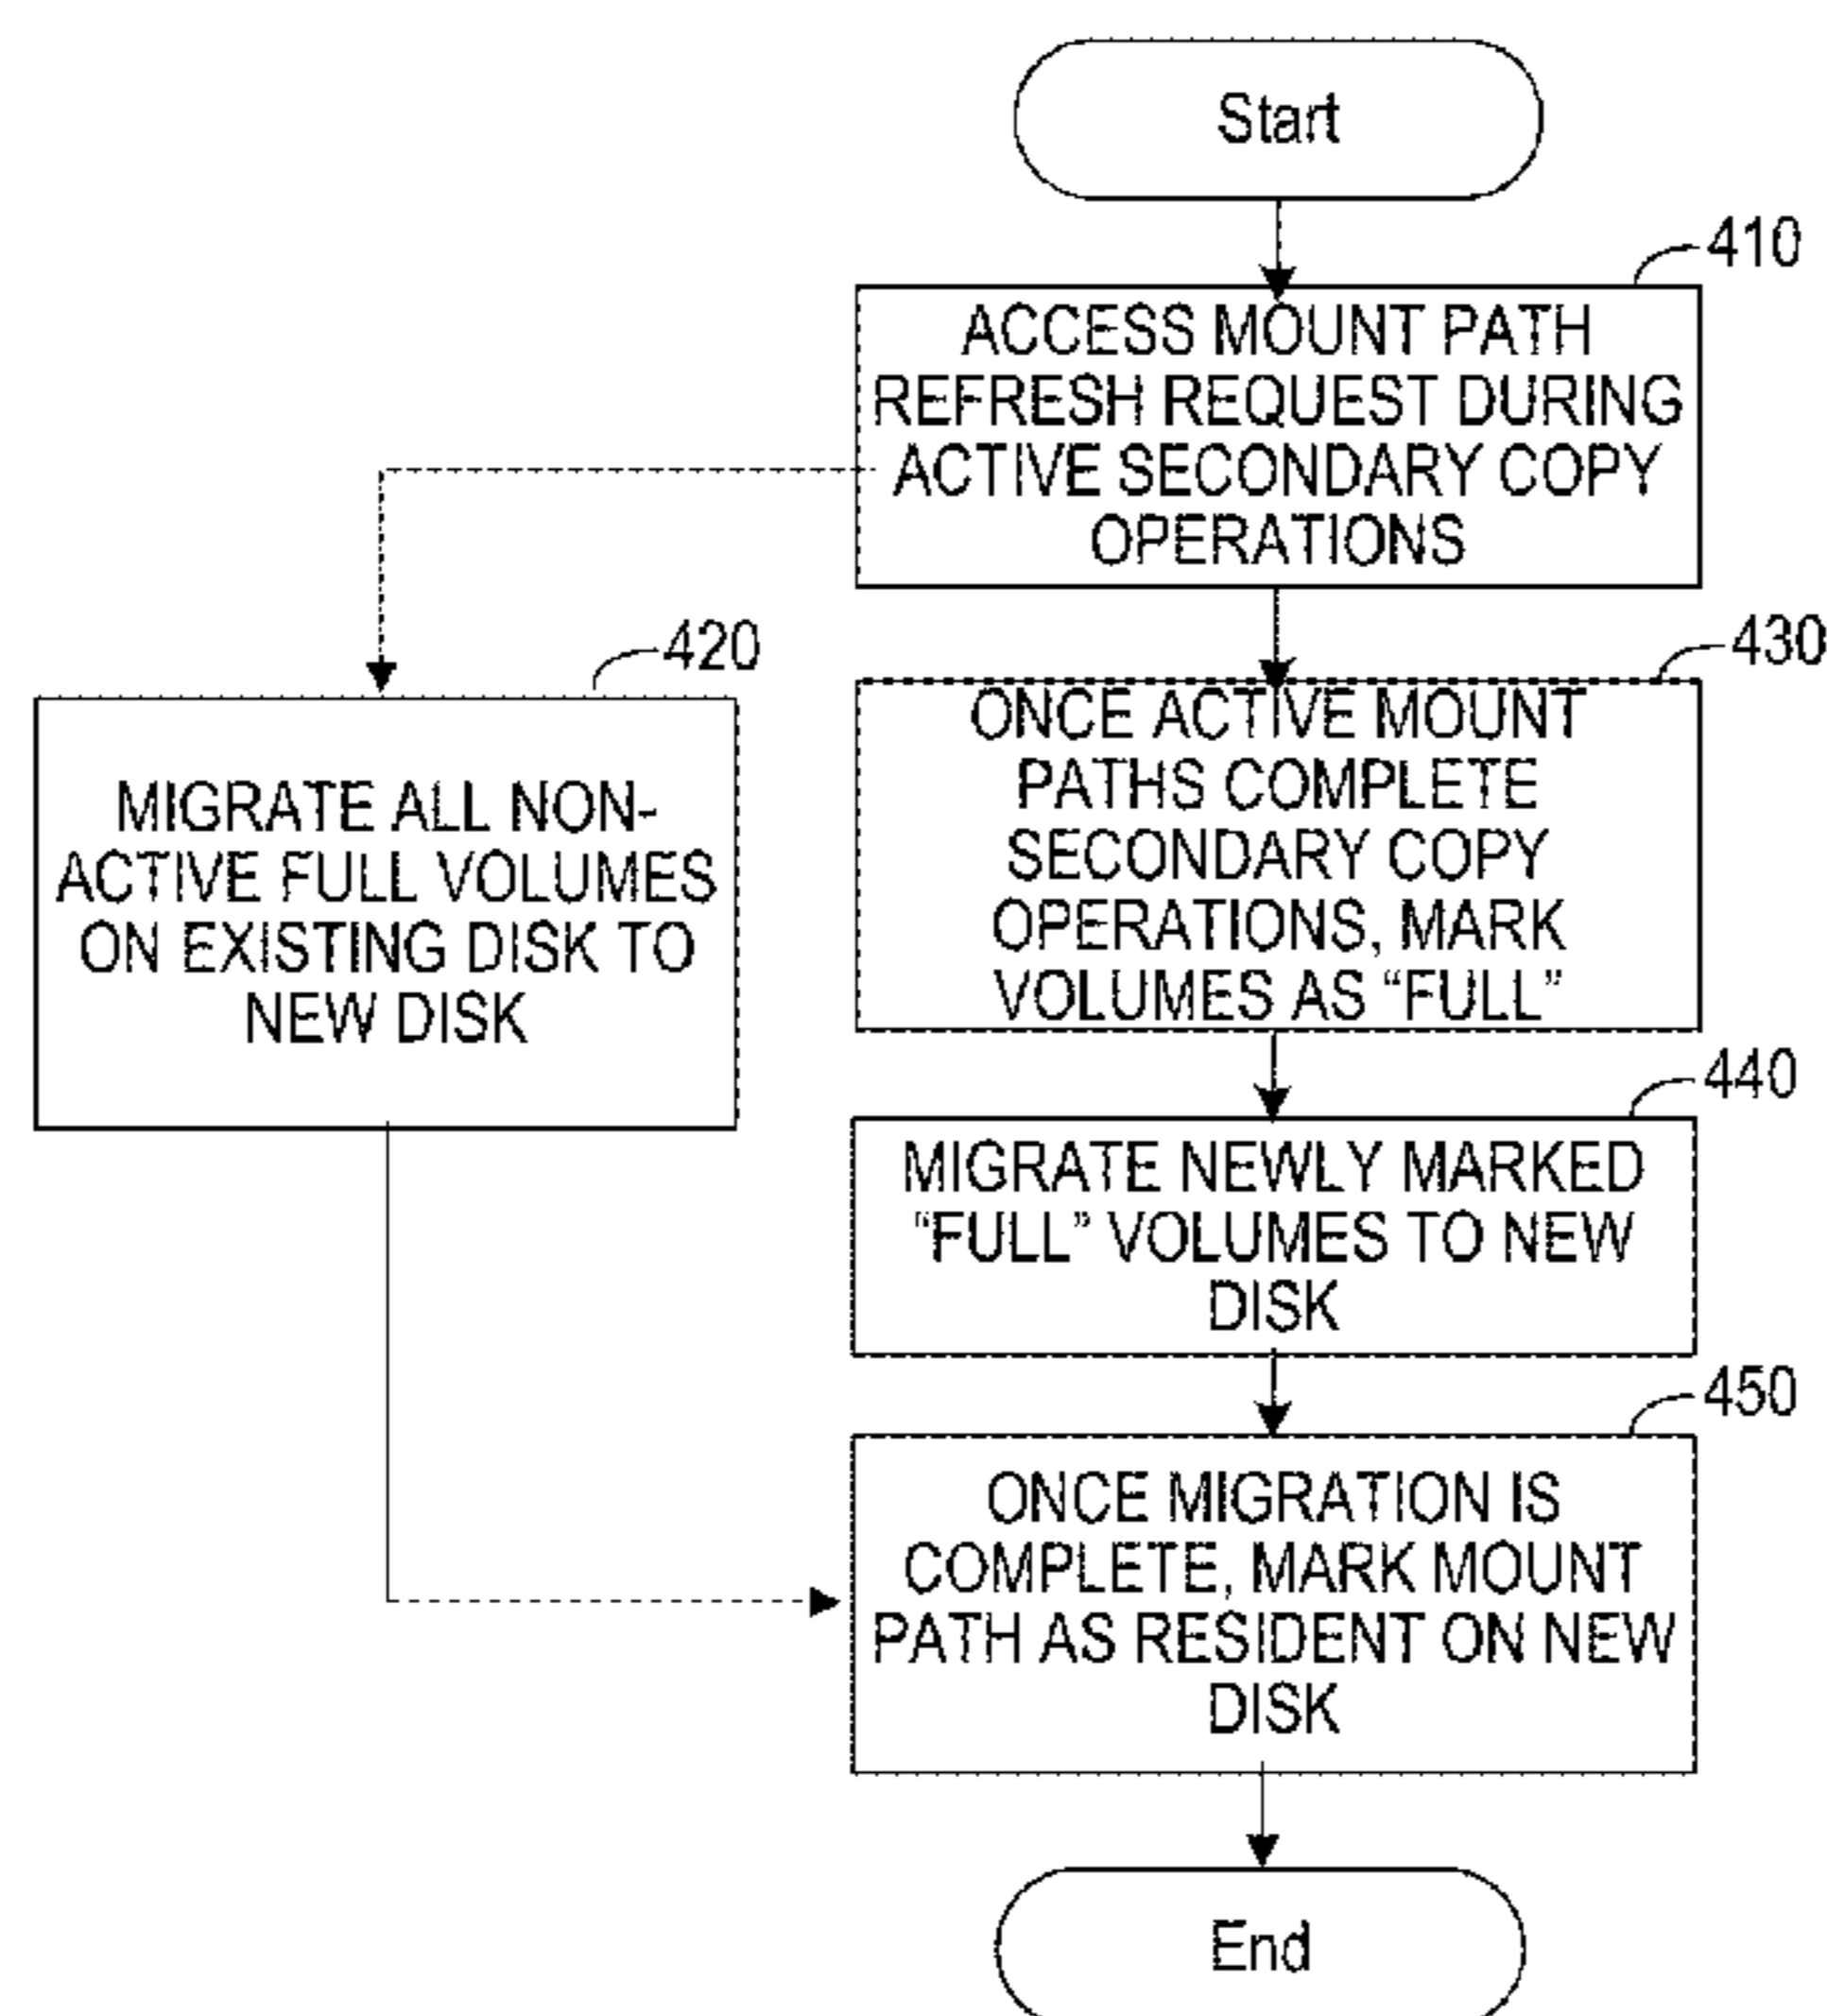 Start
410
ACCESS MOUNT PATH
REFRESH REQUEST DURING
ACTIVE SECONDARY COPY
OPERATIONS
420
MIGRATE ALL NON-
ACTIVE FULL VOLUMES
ON EXISTING DISK TO
NEW DISK
430
ONCE ACTIVE MOUNT
PATHS COMPLETE
SECONDARY COPY
OPERATIONS, MARK
VOLUMES AS “FULL”
440
MIGRATE NEWLY MARKED
“FULL” VOLUMES TO NEW
DISK
450
ONCE MIGRATION IS
COMPLETE, MARK MOUNT
PATH AS RESIDENT ON NEW
DISK
End